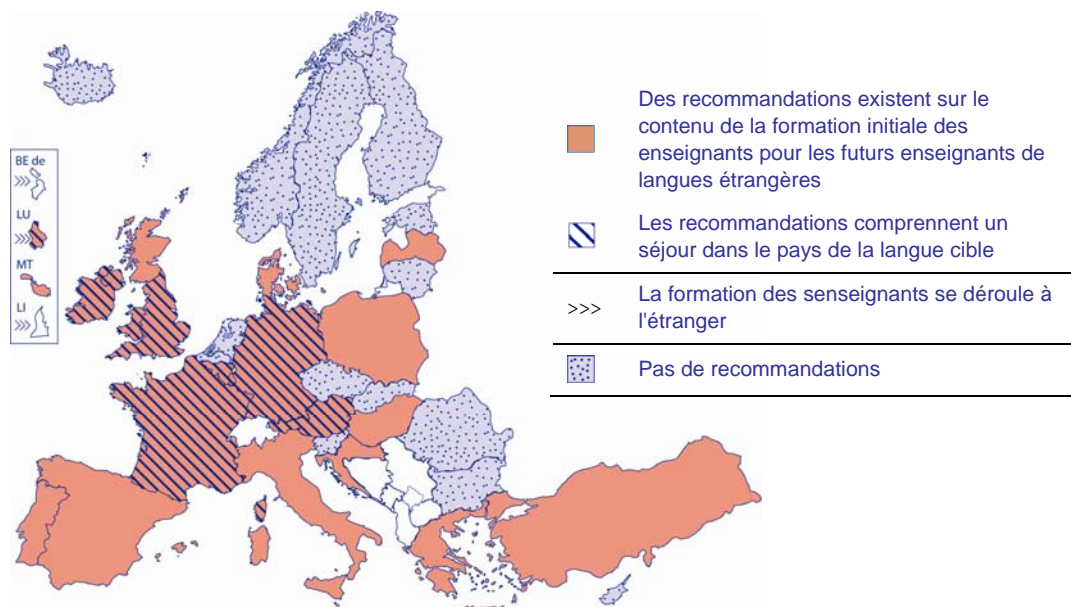 BE de
>>>
LU
>>>
MT
LI
>>>
Des recommandations existent sur le
contenu de la formation initiale des
enseignants pour les futurs enseignants de
langues étrangères
Les recommandations comprennent un
séjour dans le pays de la langue cible
>>> La formation des senseignants se déroule à
l'étranger
Pas de recommandations